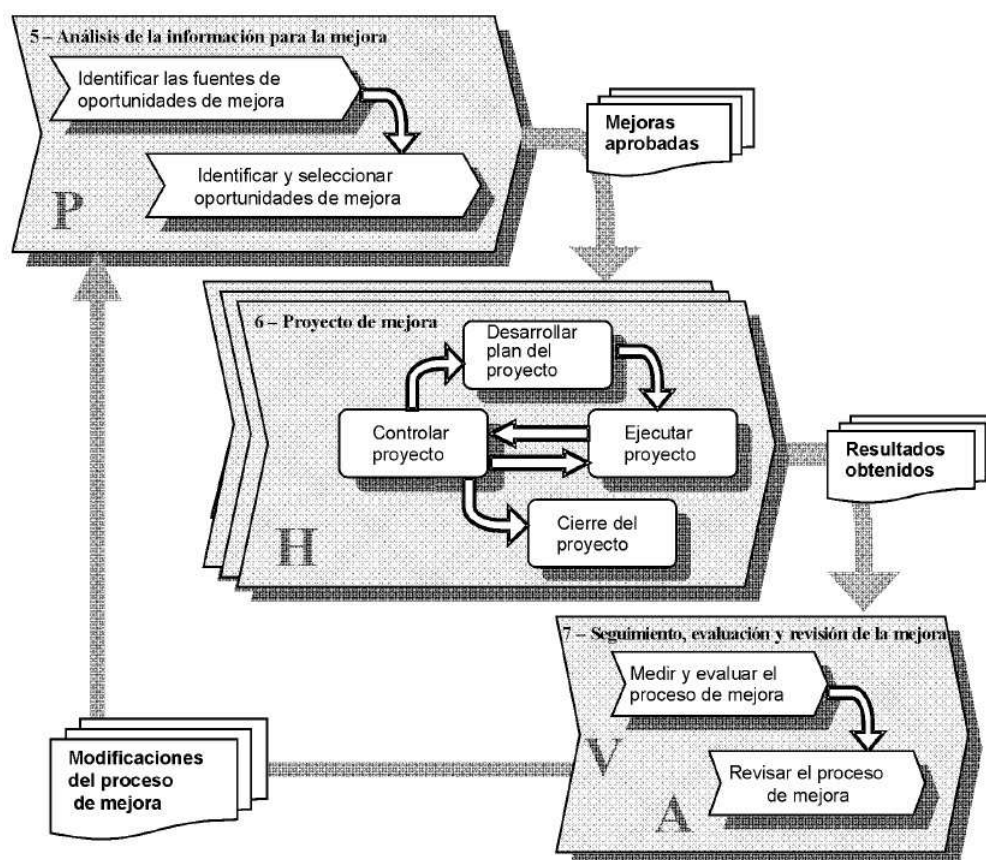 5 – Análisis de la información para la mejora
Identificar las fuentes de
oportunidades de mejora
Identificar y seleccionar
oportunidades de mejora
P
Mejoras
aprobadas
6 – Proyecto de mejora
Desarrollar
plan del
proyecto
Controlar
proyecto
Ejecutar
proyecto
Cierre del
proyecto
H
Resultados
obtenidos
7 – Seguimiento, evaluación y revisión de la mejora
Medir y evaluar el
proceso de mejora
V
Revisar el proceso
de mejora
A
Modificaciones
del proceso
de mejora